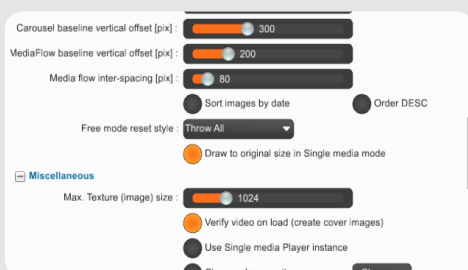 Carousel baseline vertical offset [pix] : 300
MediaFlow baseline vertical offset [pix] : 200
Media flow inter-spacing [pix] : 80
Sort images by date Order DESC
Free mode reset style : Throw All
Draw to original size in Single media mode
Miscellaneous
Max. Texture (image) size : 1024
Verify video on load (create cover images)
Use Single media Player instance